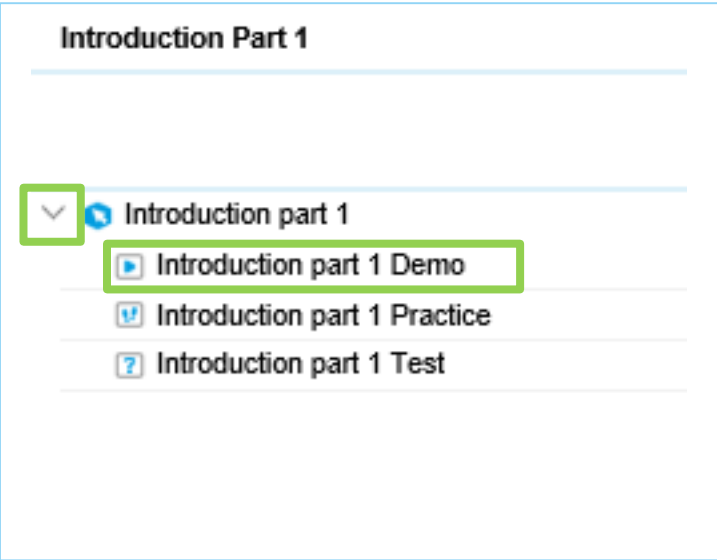 Introduction Part 1
Introduction part 1
Introduction part 1 Demo
Introduction part 1 Practice
? Introduction part 1 Test